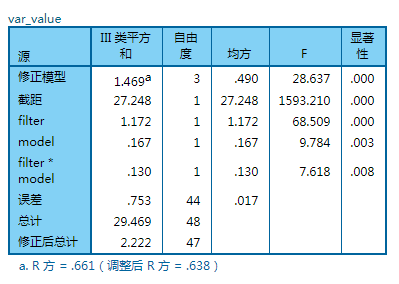 var_value
源 III 类平方和 自由度 均方 F 显著性
修正模型 1.469a 3 .490 28.637 .000
截距 27.248 1 27.248 1593.210 .000
filter 1.172 1 1.172 68.509 .000
model .167 1 .167 9.784 .003
filter * model .130 1 .130 7.618 .008
误差 .753 44 .017
总计 29.469 48
修正后总计 2.222 47
a. R 方 = .661（调整后 R 方 = .638）